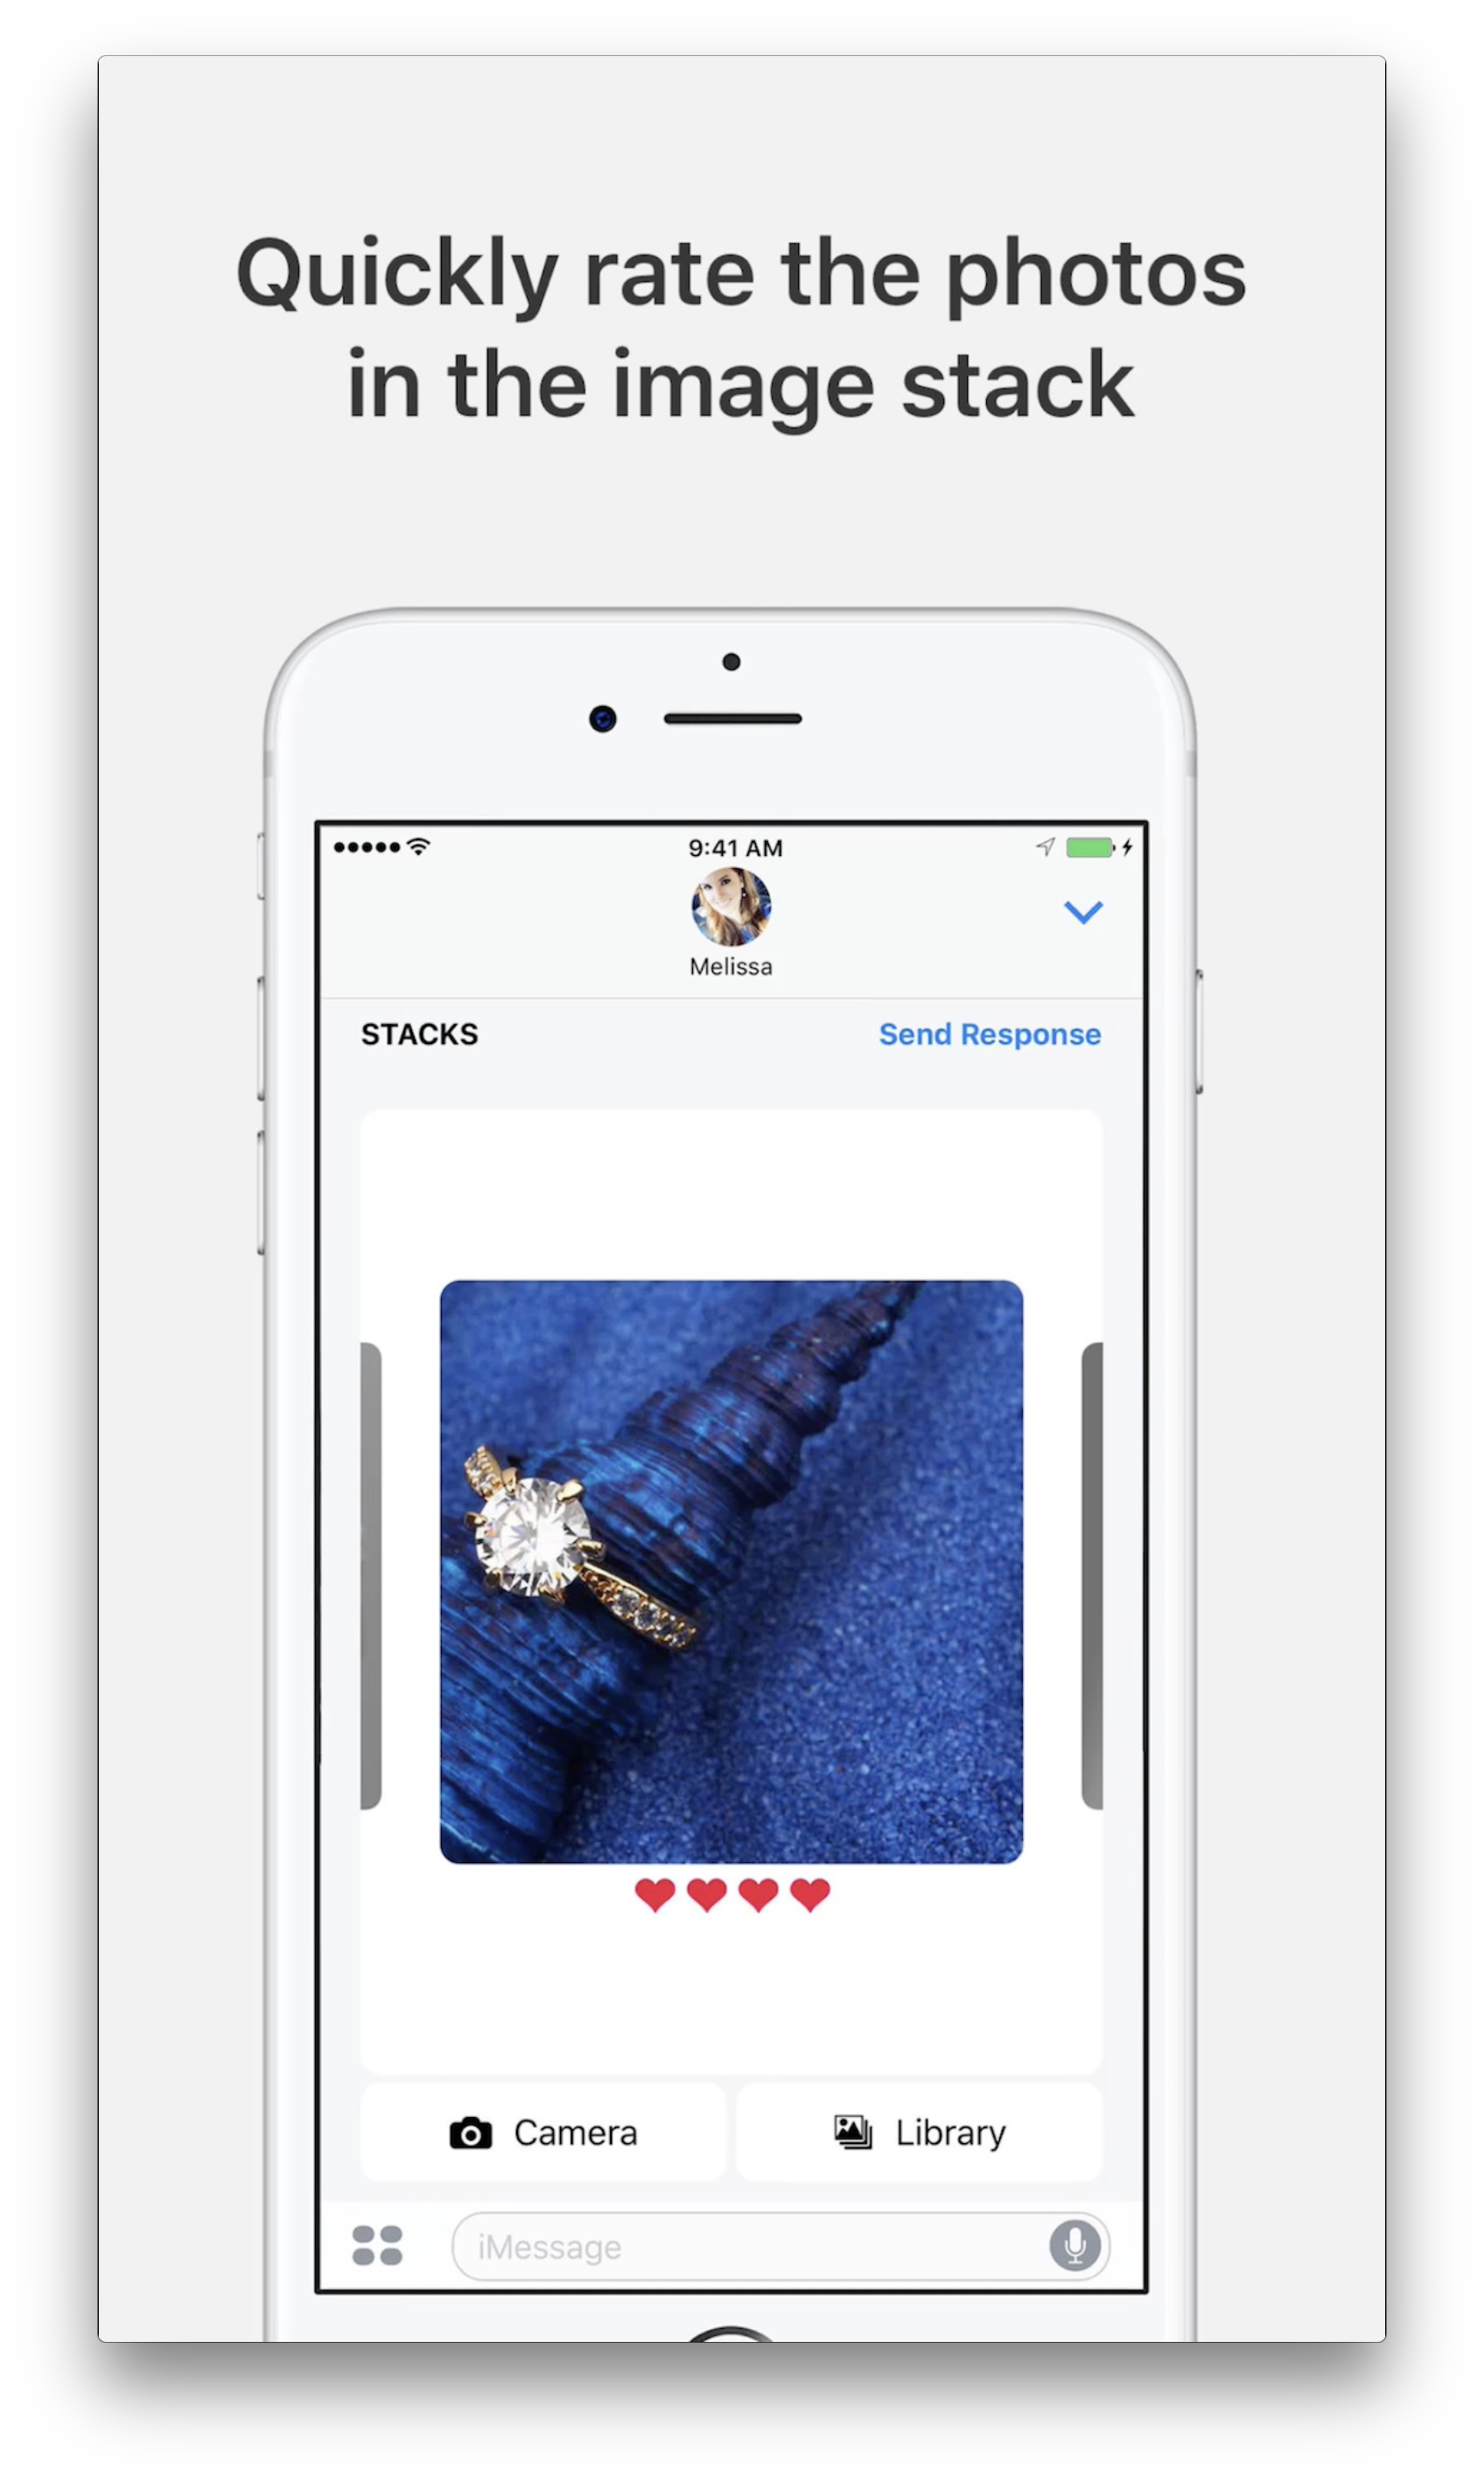 Quickly rate the photos
in the image stack
9:41 AM
Melissa
STACKS
Send Response
Camera
Library
iMessage